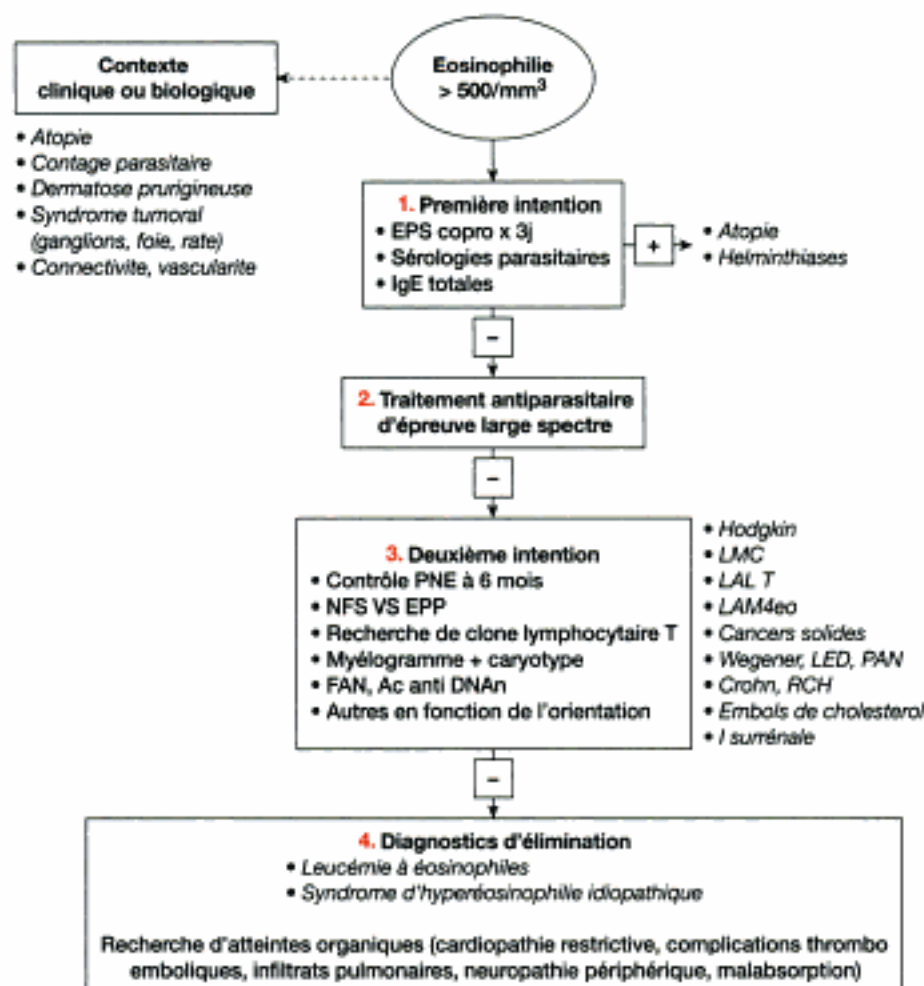 Contexte
clinique ou biologique
• Atopie
• Contage parasitaire
• Dermatose prurigineuse
• Syndrome tumoral
(ganglions, foie, rate)
• Connectivite, vascularite
Eosinophilie
> 500/mm³
1. Première intention
• EPS copro x 3j
• Sérologies parasitaires
• IgE totales
+
• Atopie
• Helminthiases
–
2. Traitement antiparasitaire
d'épreuve large spectre
–
3. Deuxième intention
• Contrôle PNE à 6 mois
• NFS VS EPP
• Recherche de clone lymphocytaire T
• Myélogramme + caryotype
• FAN, Ac anti DNAn
• Autres en fonction de l'orientation
• Hodgkin
• LMC
• LAL T
• LAM4eo
• Cancers solides
• Wegener, LED, PAN
• Crohn, RCH
• Embols de cholesterol
• I surrénale
–
4. Diagnostics d'élimination
• Leucémie à éosinophiles
• Syndrome d'hyperéosinophilie idiopathique
Recherche d'atteintes organiques (cardiopathie restrictive, complications thrombo
emboliques, infiltrats pulmonaires, neuropathie périphérique, malabsorption)